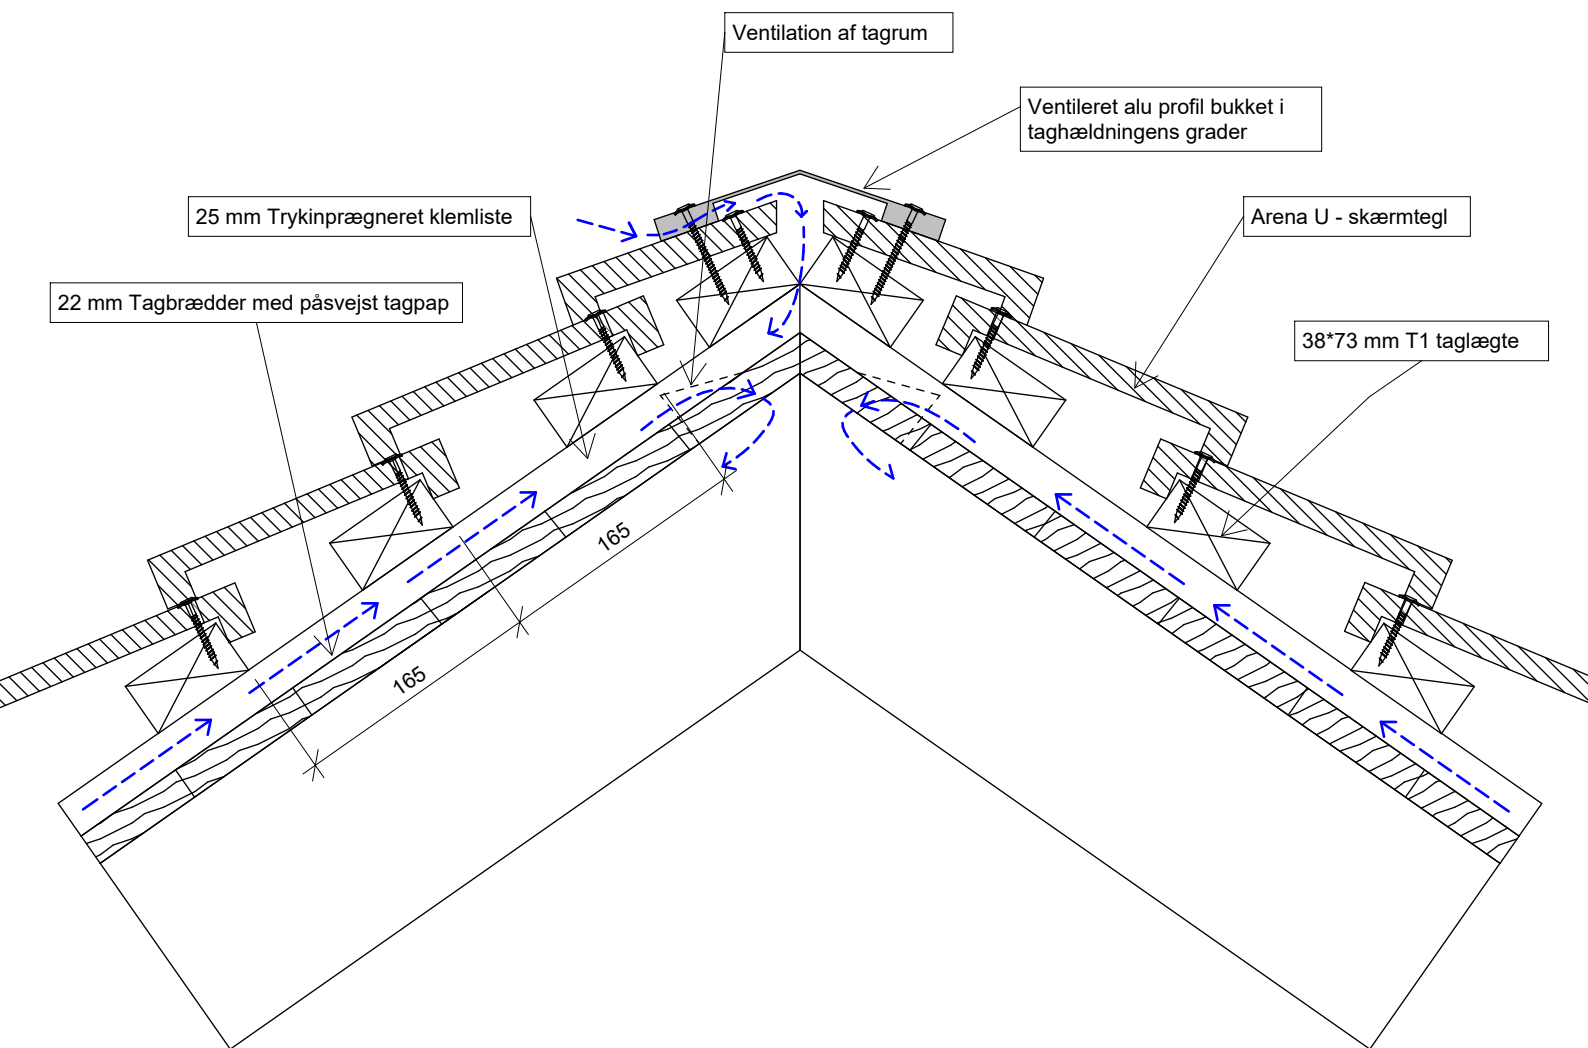 Ventilation af tagrum
Ventileret alu profil bukket i
taghældningens grader
25 mm Trykinprægneret klemliste
Arena U - skærmtegl
22 mm Tagbrædder med påsvejst tagpap
38*73 mm T1 taglægte
165
165